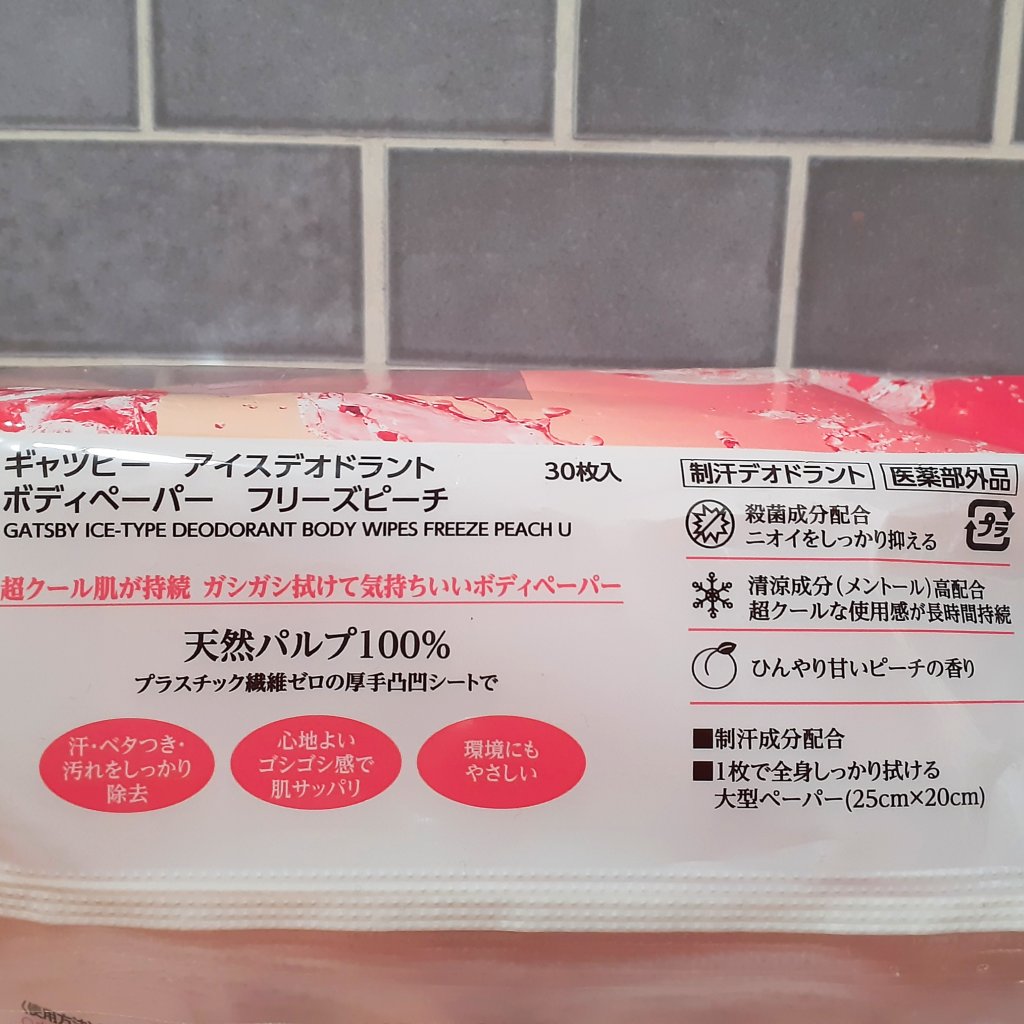 ギャツビー アイスデオドラント
ボディペーパー フリーズピーチ
30枚入
GATSBY ICE-TYPE DEODORANT BODY WIPES FREEZE PEACH U
超クール肌が持続 ガシガシ拭けて気持ちいいボディペーパー
天然パルプ100%
プラスチック繊維ゼロの厚手凸凹シートで
汗・ベタつき・
汚れをしっかり
除去
心地よい
ゴシゴシ感で
肌サッパリ
環境にも
やさしい
制汗デオドラント 医薬部外品
殺菌成分配合
ニオイをしっかり抑える
プラ
清涼成分(メントール)高配合
超クールな使用感が長時間持続
ひんやり甘いピーチの香り
■制汗成分配合
■1枚で全身しっかり拭ける
大型ペーパー(25cm×20cm)
〈使用方法〉